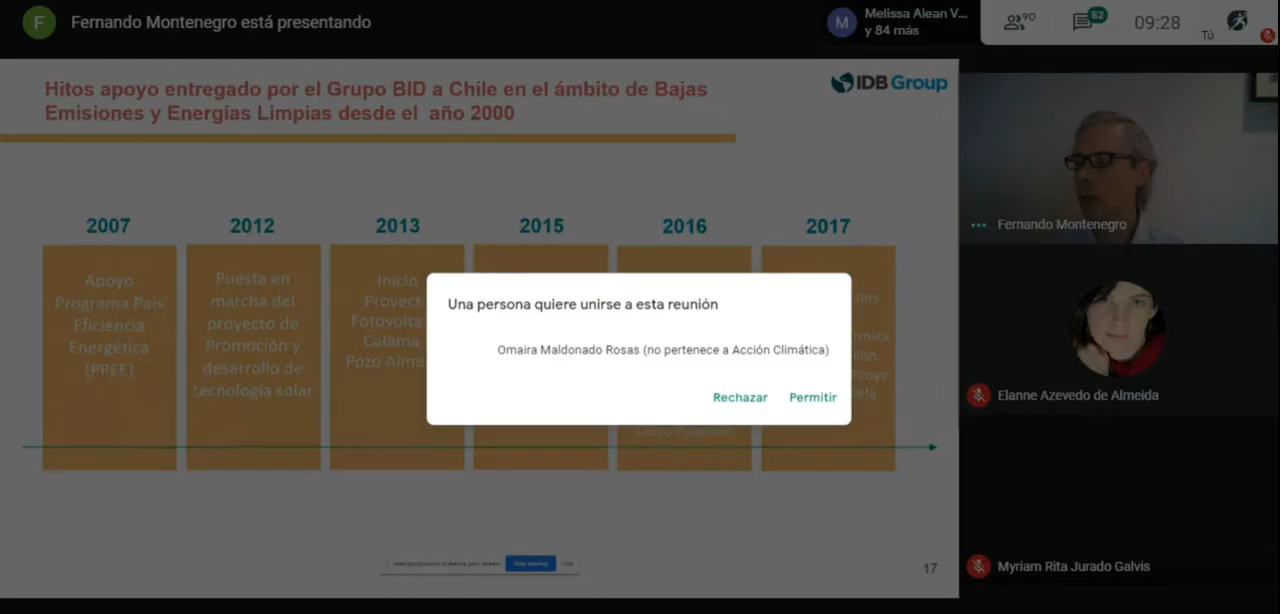 F Fernando Montenegro está presentando
M Melissa Alean V...
y 84 más
90
52
09:28
Tú
Hitos apoyo entregado por el Grupo BID a Chile en el ámbito de Bajas
Emisiones y Energías Limpias desde el año 2000
IDB Group
2007
2012
2013
2015
2016
2017
Apoyo
Programa País
Eficiencia
Energética
(PPEE)
Puesta en
marcha del
proyecto de
Promoción y
desarrollo de
tecnología solar
Inicio
Proyect
Fotovolta
Calama
Pozo Alm
Una persona quiere unirse a esta reunión
Omaira Maldonado Rosas (no pertenece a Acción Climática)
Rechazar
Permitir
17
Fernando Montenegro
Elanne Azevedo de Almeida
Myriam Rita Jurado Galvis